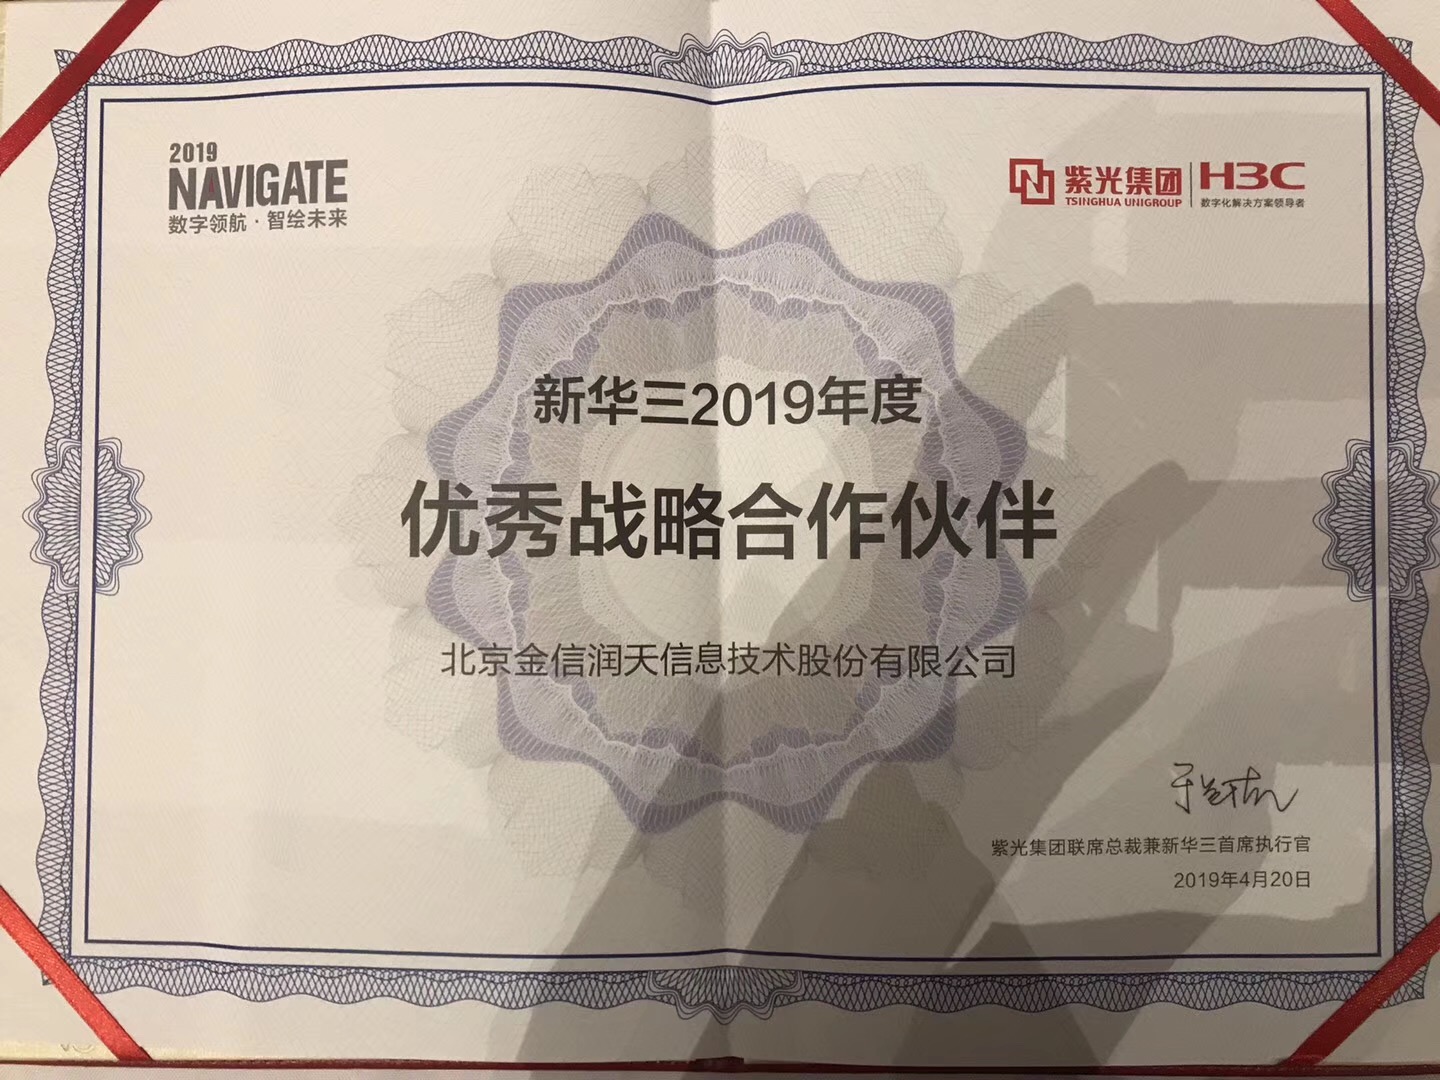 2019
NAVIGATE
数字领航·智绘未来
紫光集团
TSINGHUA UNIGROUP
H3C
数字化解决方案领导者
新华三2019年度
优秀战略合作伙伴
北京金信润天信息技术股份有限公司
紫光集团联席总裁兼新华三首席执行官
2019年4月20日